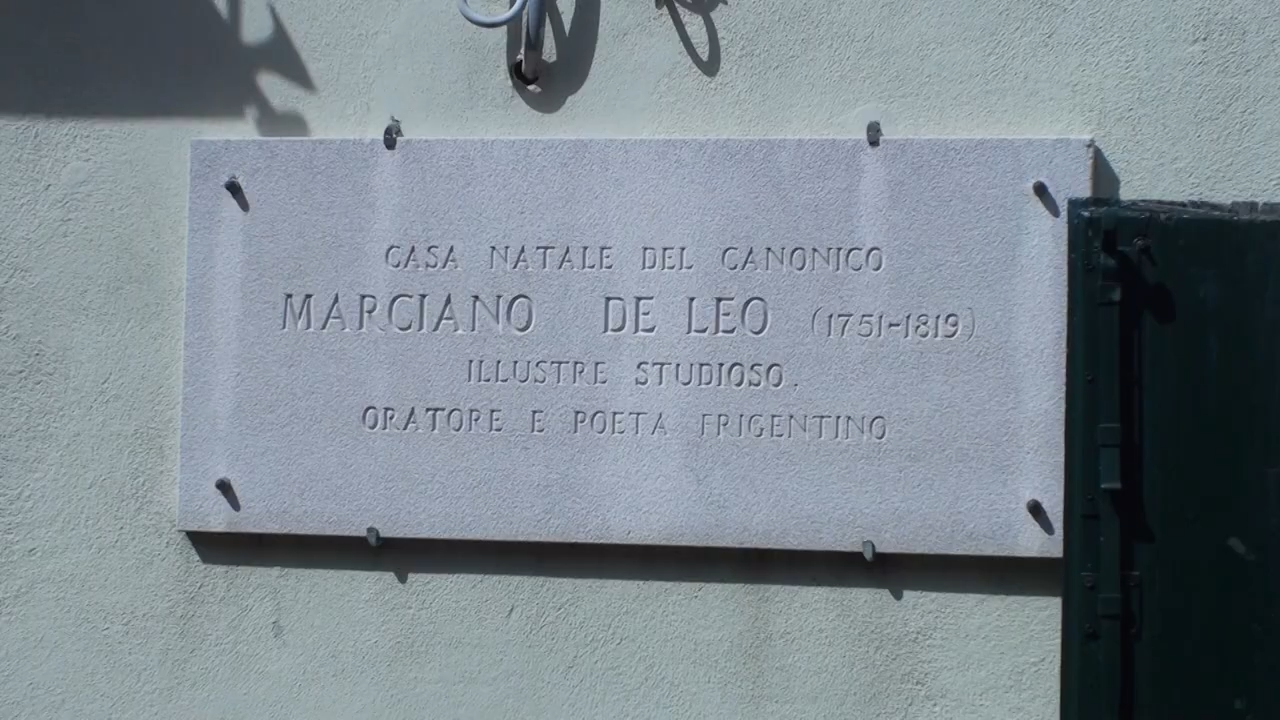 CASA NATALE DEL CANONICO
MARCIANO DE LEO (1751-1819)
ILLUSTRE STUDIOSO.
ORATORE E POETA FRIGENTINO